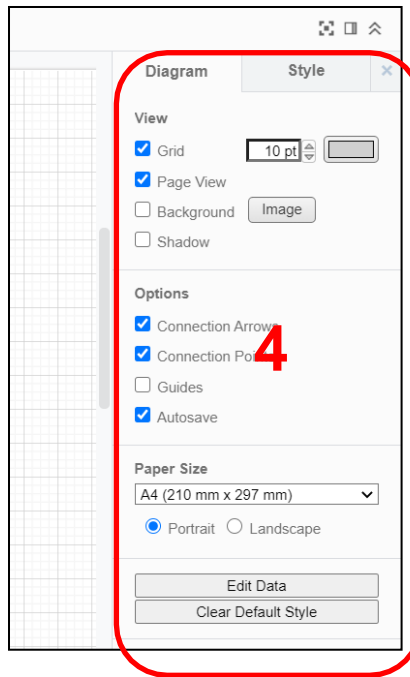 Diagram Style
View
Grid 10 pt
Page View
Background Image
Shadow
Options
Connection Arrows
Connection Poi
4
Guides
Autosave
Paper Size
A4 (210 mm x 297 mm)
Portrait Landscape
Edit Data
Clear Default Style